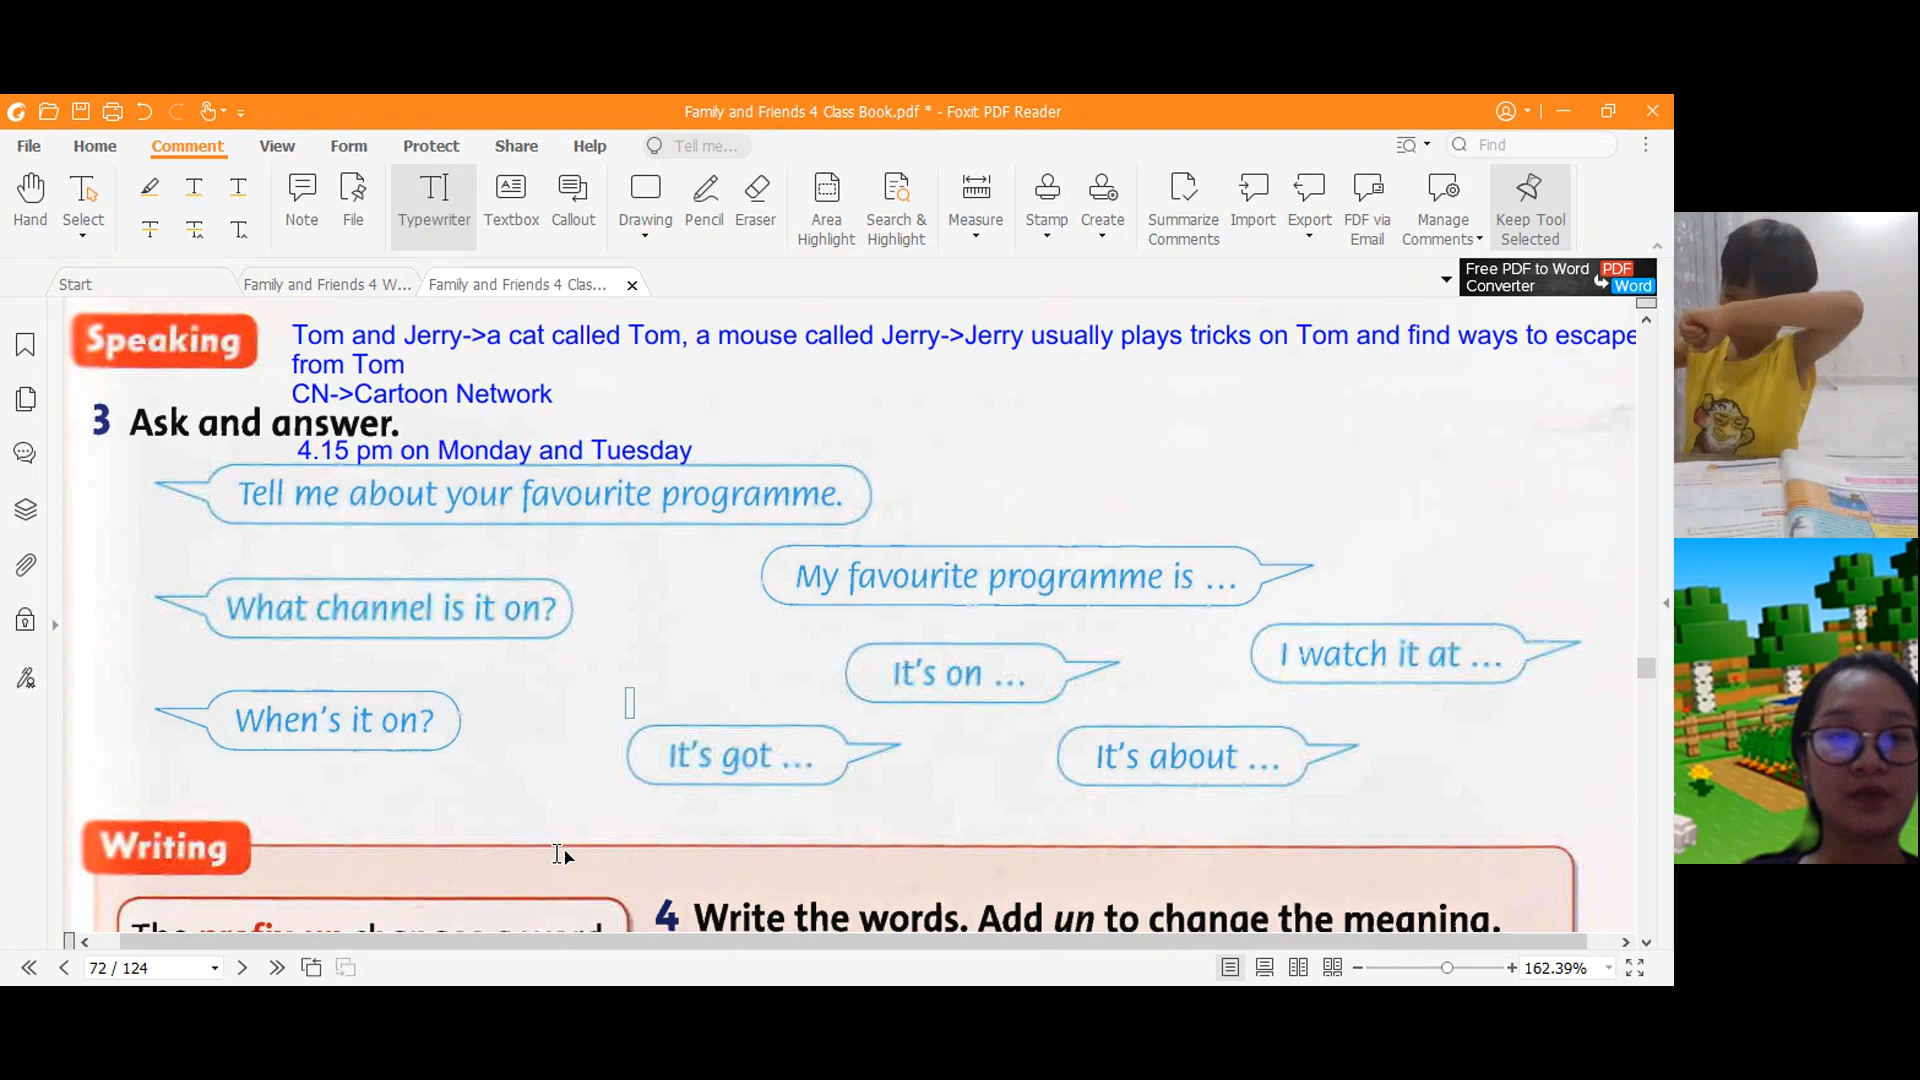 Family and Friends 4 Class Book.pdf * - Foxit PDF Reader
File Home Comment View Form Protect Share Help Tell me... Find
Hand Select Note File Typewriter Textbox Callout Drawing Pencil Eraser Area Highlight Search & Highlight Measure Stamp Create Summarize Comments Import Export FDF via Email Manage Comments Keep Tool Selected
Start Family and Friends 4 W... Family and Friends 4 Clas...
Free PDF to Word Converter PDF Word
Speaking
Tom and Jerry->a cat called Tom, a mouse called Jerry->Jerry usually plays tricks on Tom and find ways to escape
from Tom
CN->Cartoon Network
3 Ask and answer.
4.15 pm on Monday and Tuesday
Tell me about your favourite programme.
My favourite programme is ...
What channel is it on?
I watch it at ...
It's on ...
When's it on?
It's got ...
It's about ...
Writing
4 Write the words. Add un to change the meaning.
The prefix un changes a word
72 / 124
162.39%